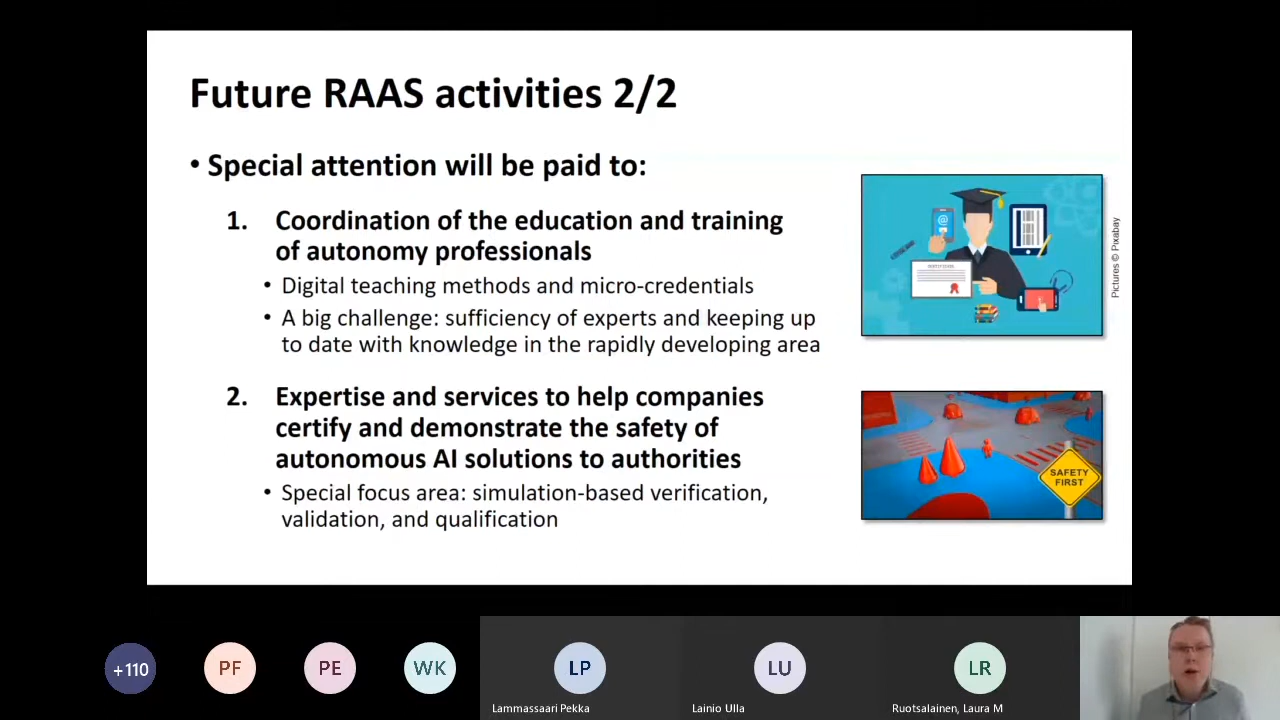 Future RAAS activities 2/2
• Special attention will be paid to:
1. Coordination of the education and training
of autonomy professionals
• Digital teaching methods and micro-credentials
• A big challenge: sufficiency of experts and keeping up
to date with knowledge in the rapidly developing area
2. Expertise and services to help companies
certify and demonstrate the safety of
autonomous AI solutions to authorities
• Special focus area: simulation-based verification,
validation, and qualification
Pictures © Pixabay
@
SAFETY
FIRST
+110
PF
PE
WK
LP
LU
LR
Lammassaari Pekka
Lainio Ulla
Ruotsalainen, Laura M